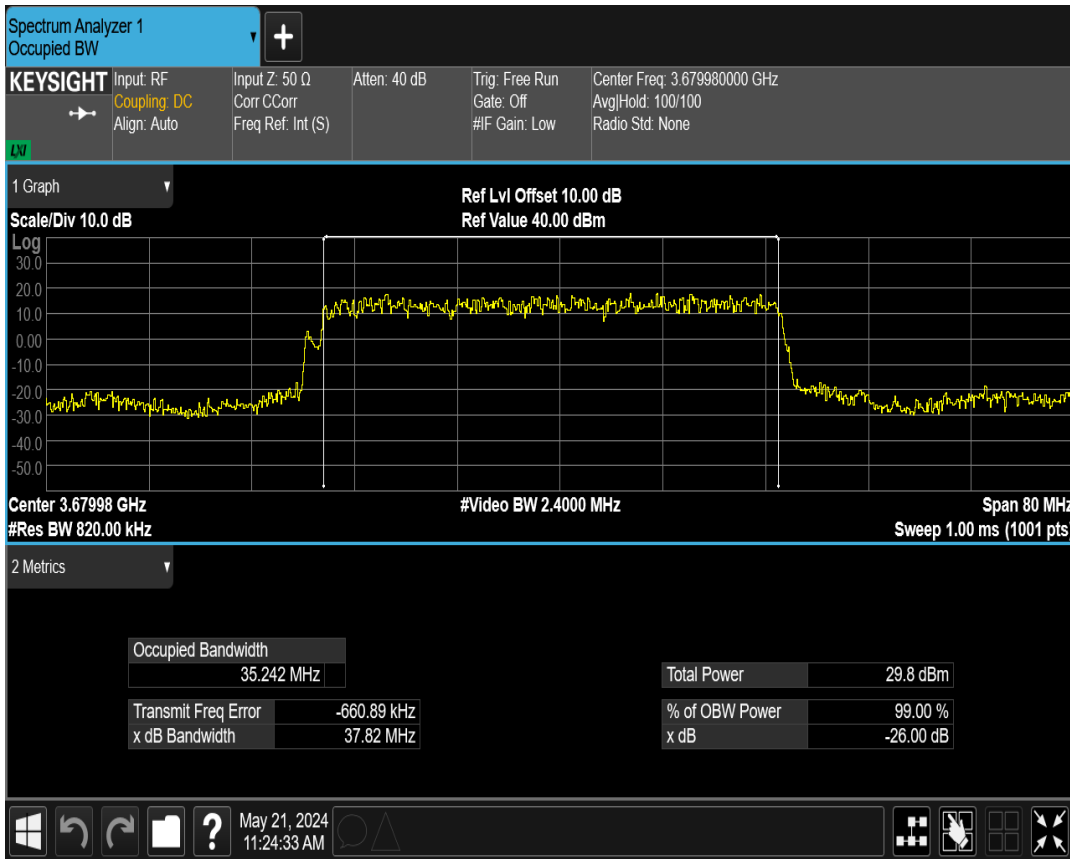 Spectrum Analyzer 1
Occupied BW
KEYSIGHT
LXI
Input: RF
Coupling: DC
Align: Auto
Input Z: 50 Ω
Corr CCorr
Freq Ref: Int (S)
Atten: 40 dB
Trig: Free Run
Gate: Off
#IF Gain: Low
Center Freq: 3.679980000 GHz
Avg|Hold: 100/100
Radio Std: None
1 Graph
Scale/Div 10.0 dB
Ref Lvl Offset 10.00 dB
Ref Value 40.00 dBm
Log
30.0
20.0
10.0
0.00
-10.0
-20.0
-30.0
-40.0
-50.0
Center 3.67998 GHz
#Video BW 2.4000 MHz
Span 80 MHz
#Res BW 820.00 kHz
Sweep 1.00 ms (1001 pts)
2 Metrics
Occupied Bandwidth
35.242 MHz
Total Power 29.8 dBm
Transmit Freq Error -660.89 kHz
% of OBW Power 99.00 %
x dB Bandwidth 37.82 MHz
x dB -26.00 dB
?
May 21, 2024
11:24:33 AM